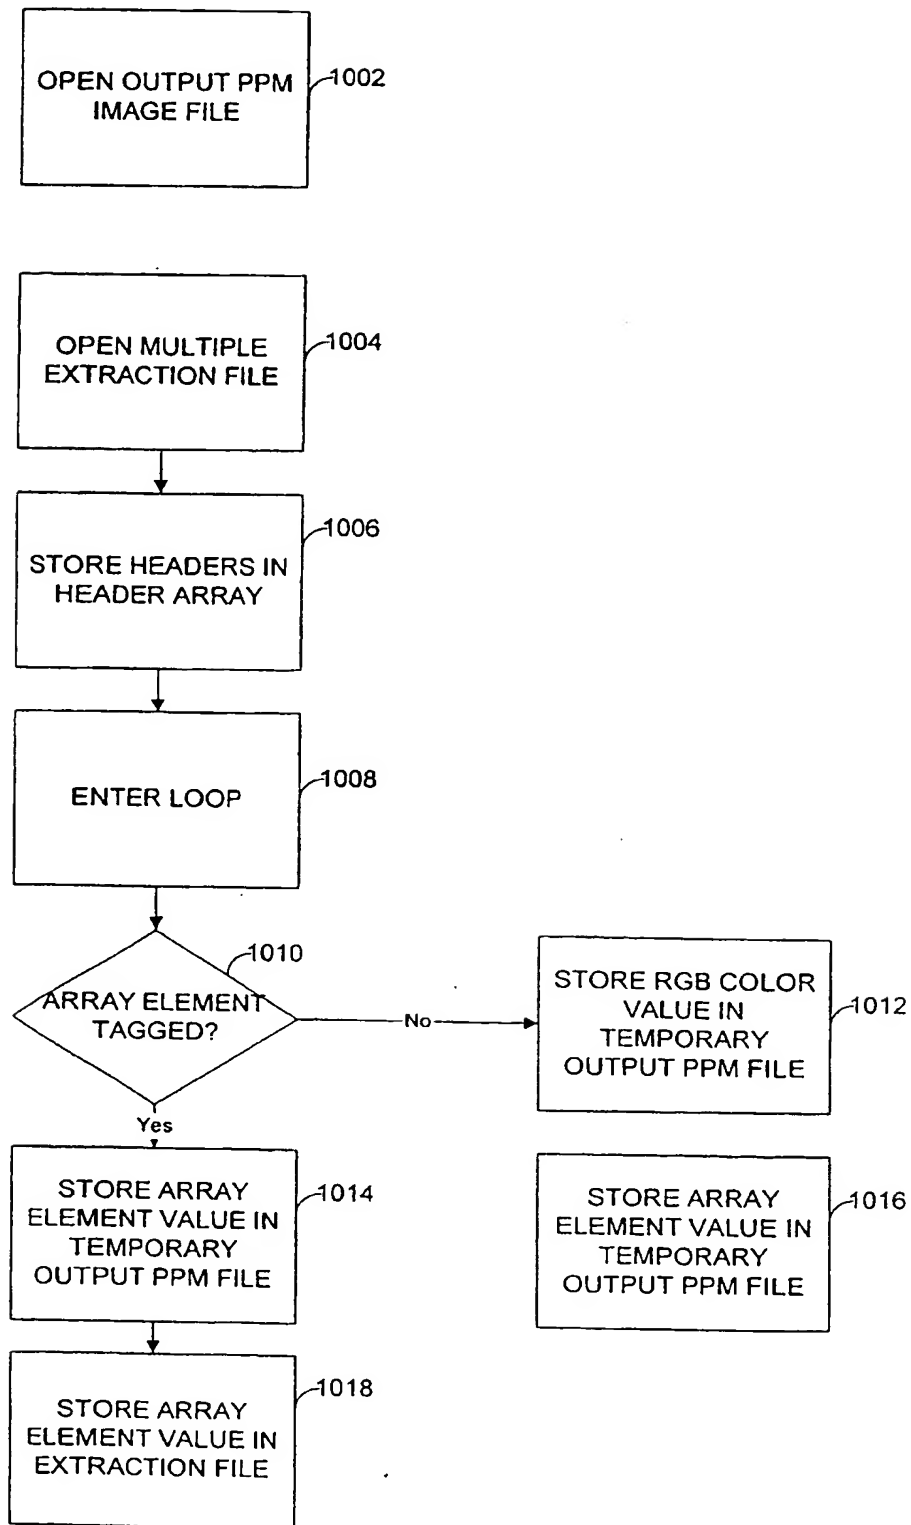 OPEN OUTPUT PPM
IMAGE FILE
1002
OPEN MULTIPLE
EXTRACTION FILE
1004
STORE HEADERS IN
HEADER ARRAY
1006
ENTER LOOP
1008
1010
ARRAY ELEMENT
TAGGED?
No
STORE RGB COLOR
VALUE IN
TEMPORARY
OUTPUT PPM FILE
1012
Yes
STORE ARRAY
ELEMENT VALUE IN
TEMPORARY
OUTPUT PPM FILE
1014
STORE ARRAY
ELEMENT VALUE IN
TEMPORARY
OUTPUT PPM FILE
1016
STORE ARRAY
ELEMENT VALUE IN
EXTRACTION FILE
1018